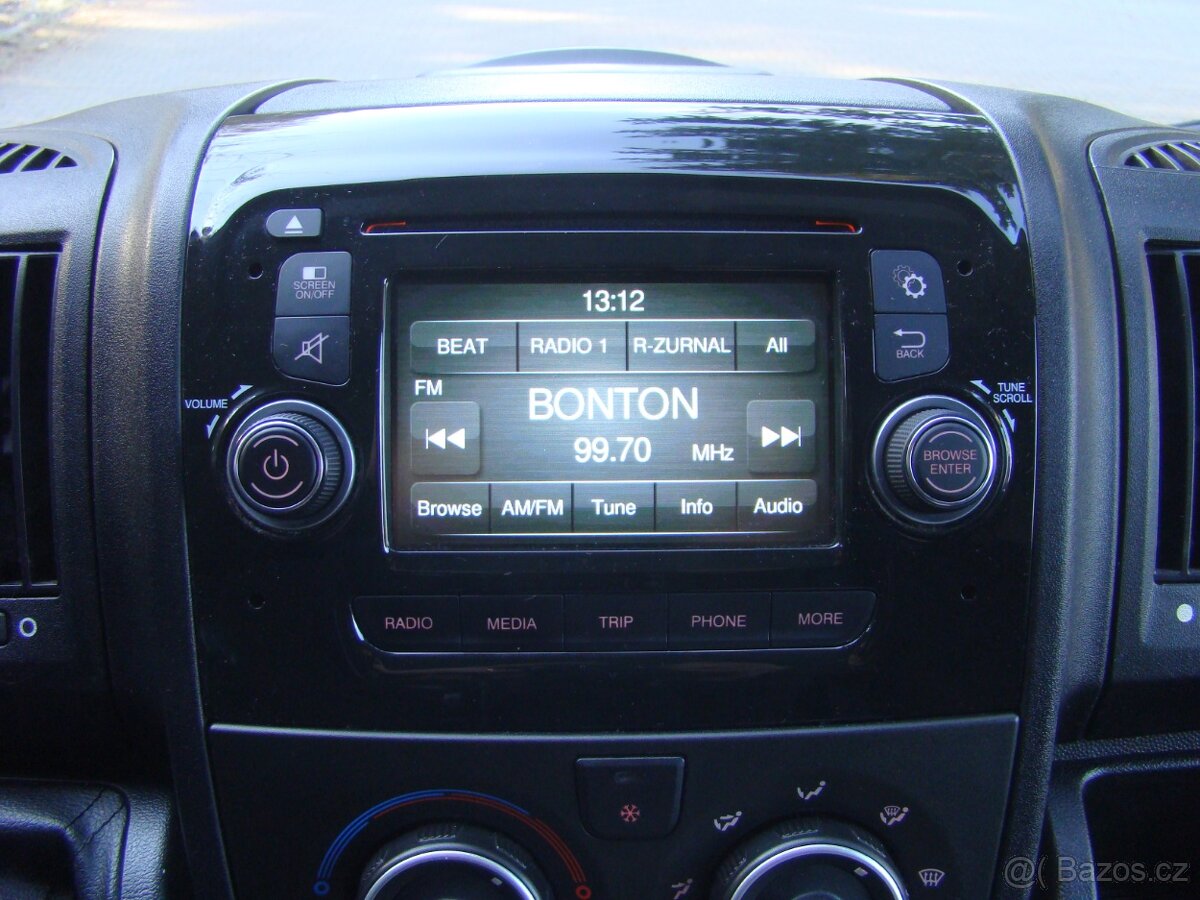 SCREEN
ON/OFF
BACK
VOLUME
TUNE
SCROLL
BROWSE
ENTER
13:12
BEAT RADIO 1 R-ZURNAL All
FM
BONTON
99.70 MHz
Browse AM/FM Tune Info Audio
RADIO MEDIA TRIP PHONE MORE
@( Bazos.cz